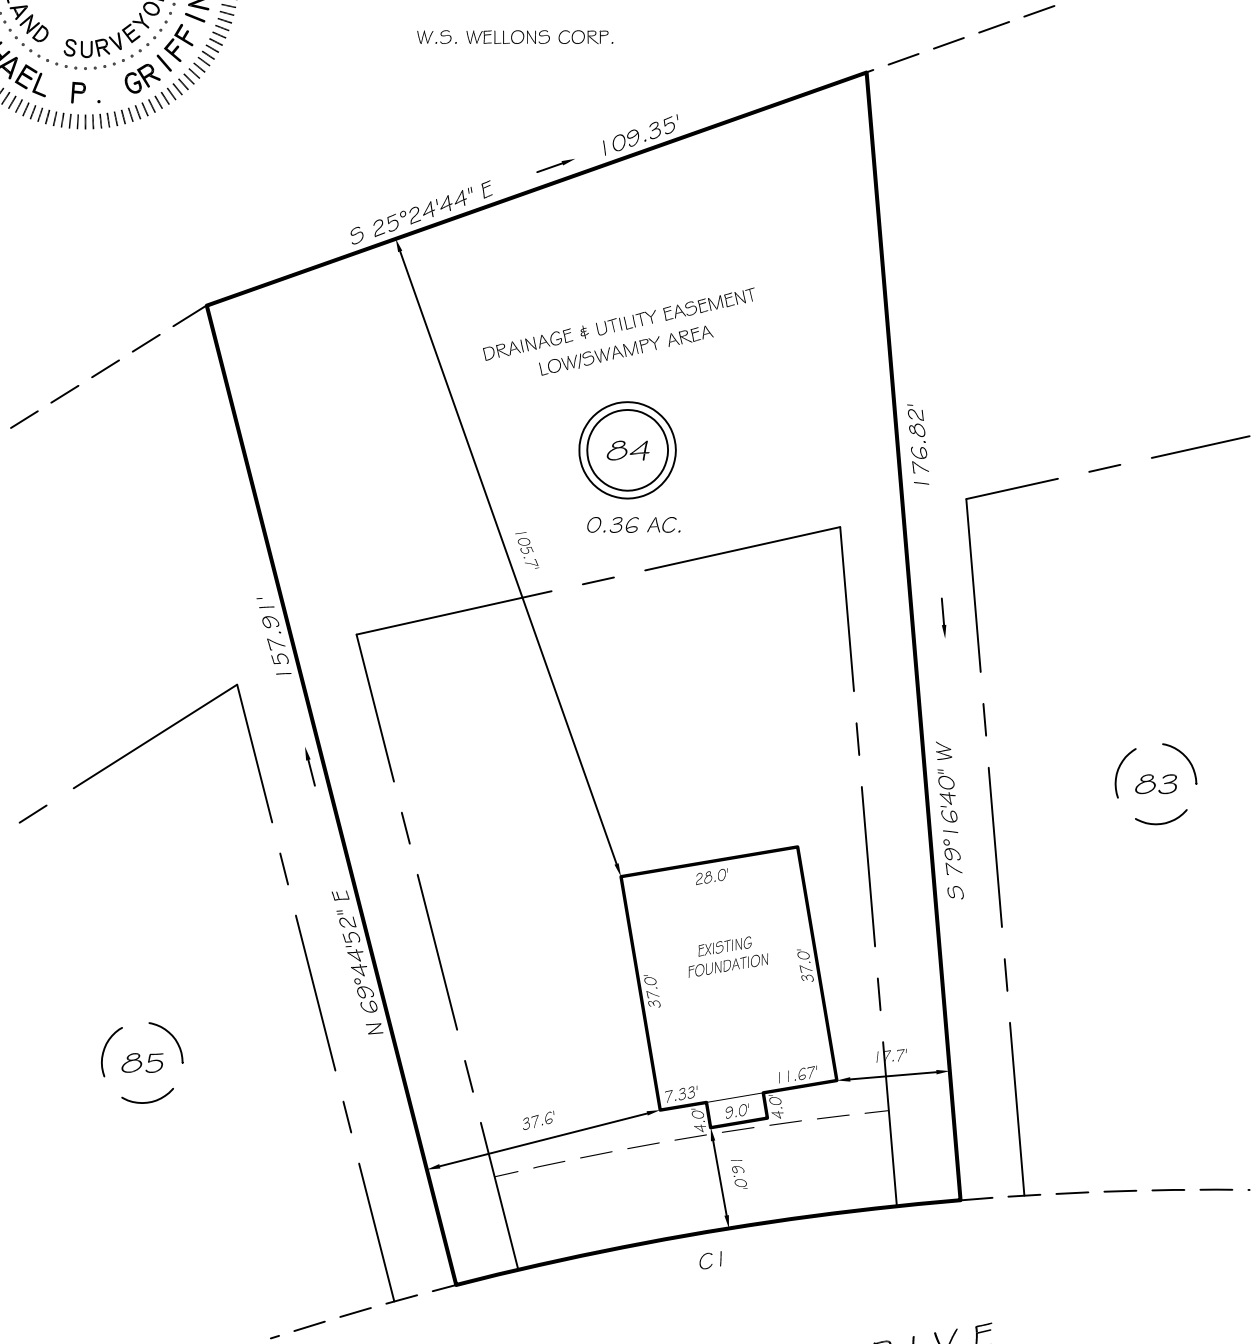 AND SURVEYO
AEL P. GRIFFIN
W.S. WELLONS CORP.
S 25°24'44" E
109.35'
DRAINAGE & UTILITY EASEMENT
LOW/SWAMPY AREA
84
0.36 AC.
176.82'
105.7'
157.91'
S 79°16'40" W
83
28.0'
EXISTING
FOUNDATION
37.0'
37.0'
N 69°44'52" E
85
17.7'
11.67'
7.33'
4.0'
9.0'
4.0'
37.6'
16.0'
C1